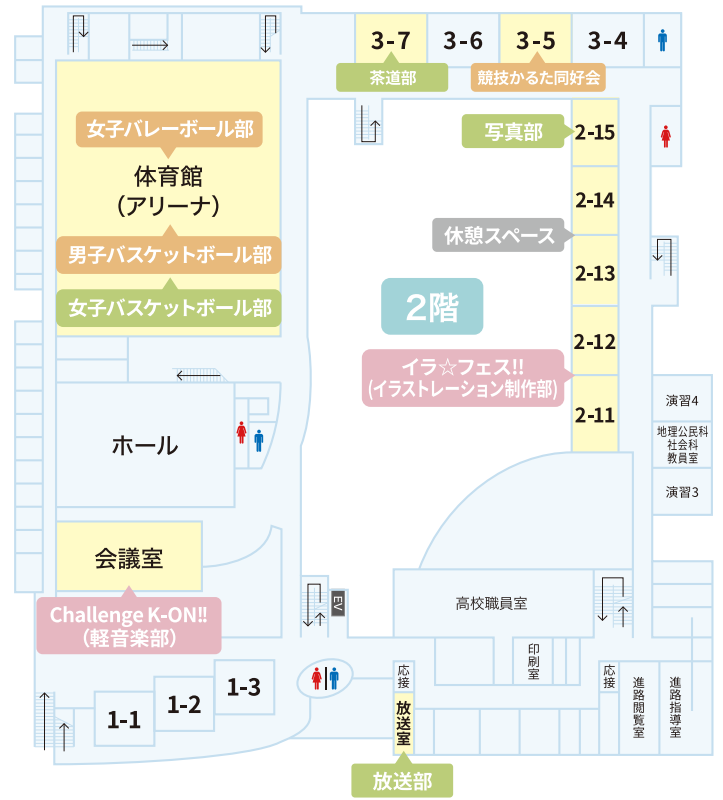 3-7
3-6
3-5
3-4
茶道部
競技かるた同好会
女子バレーボール部
体育館
（アリーナ）
男子バスケットボール部
女子バスケットボール部
写真部
2-15
2-14
休憩スペース
2-13
2階
2-12
イラ☆フェス!!
(イラストレーション制作部)
2-11
演習4
地理公民科
社会科
教員室
演習3
ホール
会議室
Challenge K-ON!!
（軽音楽部）
EV
高校職員室
印刷室
応接
応接
進路閲覧室
進路指導室
1-3
1-2
1-1
放送室
放送部